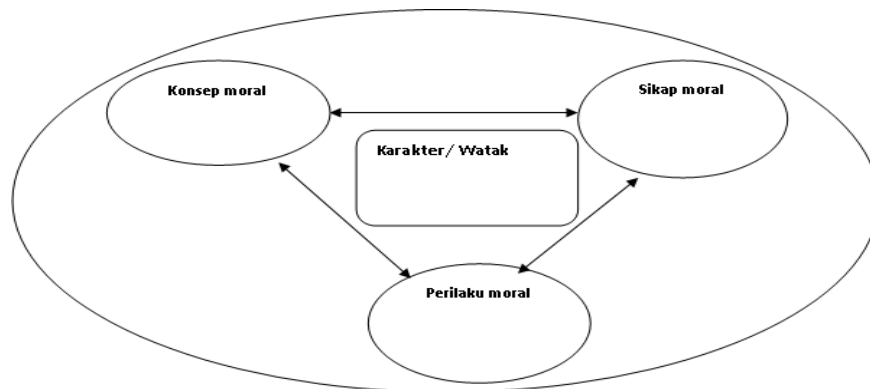 Konsep moral
Sikap moral
Karakter/ Watak
Perilaku moral